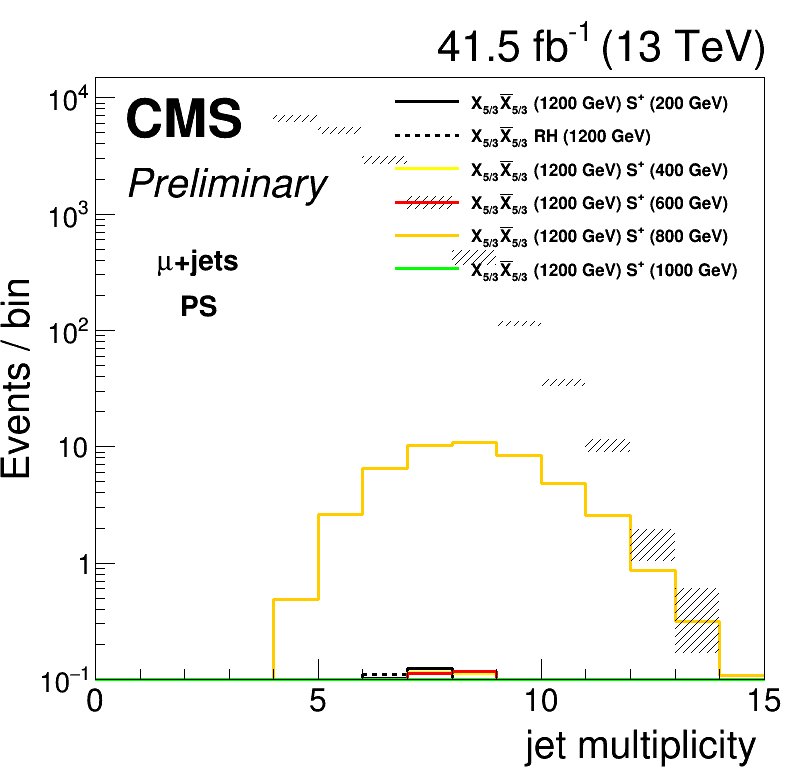 41.5 fb⁻¹ (13 TeV)
CMS
Preliminary
μ+jets
PS
X₅/₃X̅₅/₃ (1200 GeV) S⁺ (200 GeV)
X₅/₃X̅₅/₃ RH (1200 GeV)
X₅/₃X̅₅/₃ (1200 GeV) S⁺ (400 GeV)
X₅/₃X̅₅/₃ (1200 GeV) S⁺ (600 GeV)
X₅/₃X̅₅/₃ (1200 GeV) S⁺ (800 GeV)
X₅/₃X̅₅/₃ (1200 GeV) S⁺ (1000 GeV)
Events / bin
10⁴
10³
10²
10
1
10⁻¹
0 5 10 15
jet multiplicity